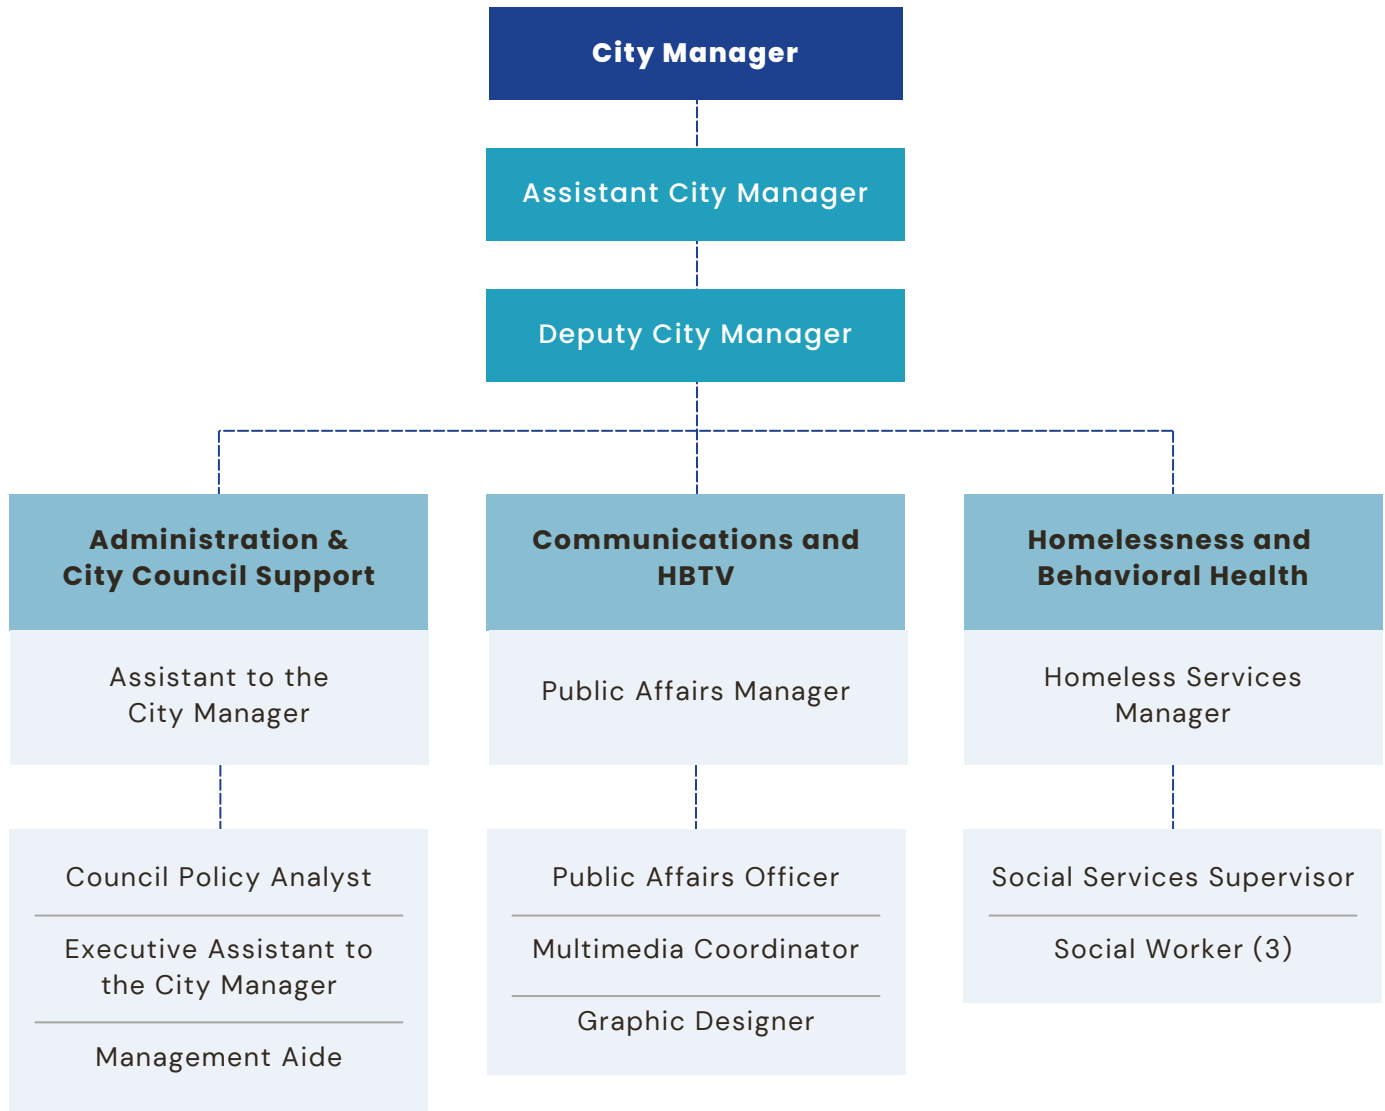 City Manager
Assistant City Manager
Deputy City Manager
Administration &
City Council Support
Assistant to the
City Manager
Council Policy Analyst
Executive Assistant to
the City Manager
Management Aide
Communications and
HBTV
Public Affairs Manager
Public Affairs Officer
Multimedia Coordinator
Graphic Designer
Homelessness and
Behavioral Health
Homeless Services
Manager
Social Services Supervisor
Social Worker (3)